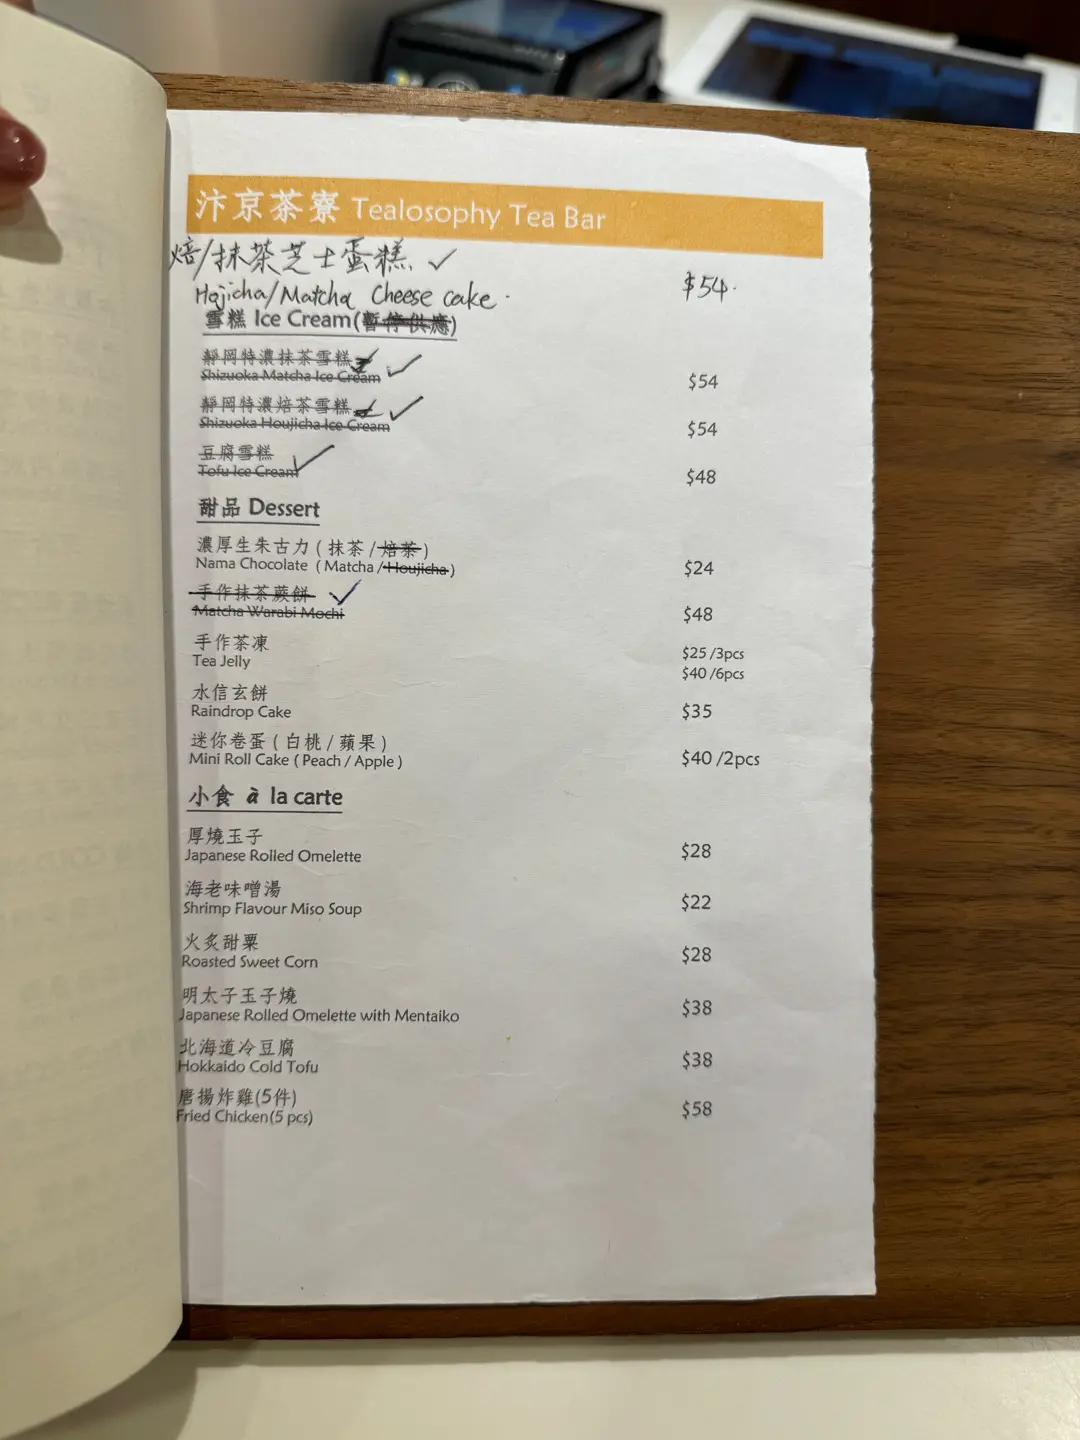 汴京茶寮 Tealosophy Tea Bar
焙/抹茶芝士蛋糕. ✓
Hojicha/Matcha Cheese cake. $54.
雪糕 Ice Cream(暫停供應)
靜岡特濃抹茶雪糕
Shizuoka Matcha Ice Cream $54
靜岡特濃焙茶雪糕
Shizuoka Houjicha Ice Cream $54
豆腐雪糕
Tofu Ice Cream $48
甜品 Dessert
濃厚生朱古力 ( 抹茶 / 焙茶 )
Nama Chocolate ( Matcha / Houjicha ) $24
手作抹茶蕨餅
Matcha Warabi Mochi $48
手作茶凍
Tea Jelly
$25 /3pcs
$40 /6pcs
水信玄餅
Raindrop Cake $35
迷你卷蛋 ( 白桃 / 蘋果 )
Mini Roll Cake ( Peach / Apple ) $40 /2pcs
小食 à la carte
厚燒玉子
Japanese Rolled Omelette $28
海老味噌湯
Shrimp Flavour Miso Soup $22
火炙甜粟
Roasted Sweet Corn $28
明太子玉子燒
Japanese Rolled Omelette with Mentaiko $38
北海道冷豆腐
Hokkaido Cold Tofu $38
唐揚炸雞(5件)
Fried Chicken(5 pcs) $58